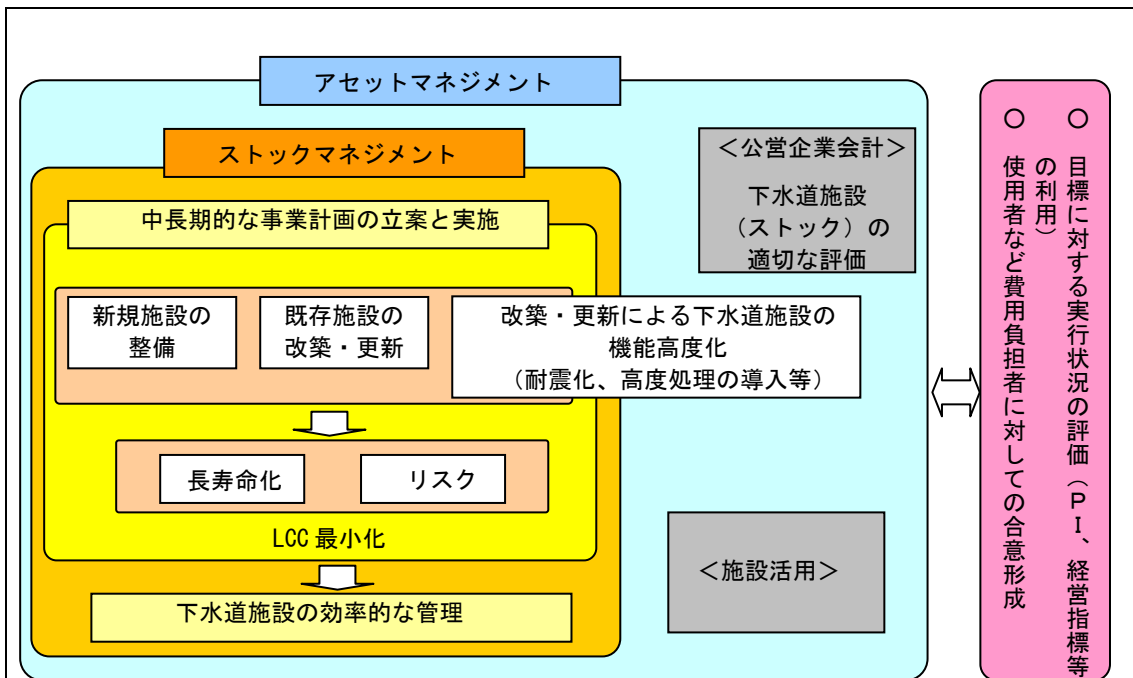 アセットマネジメント
ストックマネジメント
中長期的な事業計画の立案と実施
新規施設の
整備
既存施設の
改築・更新
改築・更新による下水道施設の
機能高度化
（耐震化、高度処理の導入等）
長寿命化
リスク
LCC 最小化
下水道施設の効率的な管理
＜公営企業会計＞
下水道施設
（ストック）の
適切な評価
＜施設活用＞
○ 目標に対する実行状況の評価（ＰＩ、経営指標等
の利用）
○ 使用者など費用負担者に対しての合意形成